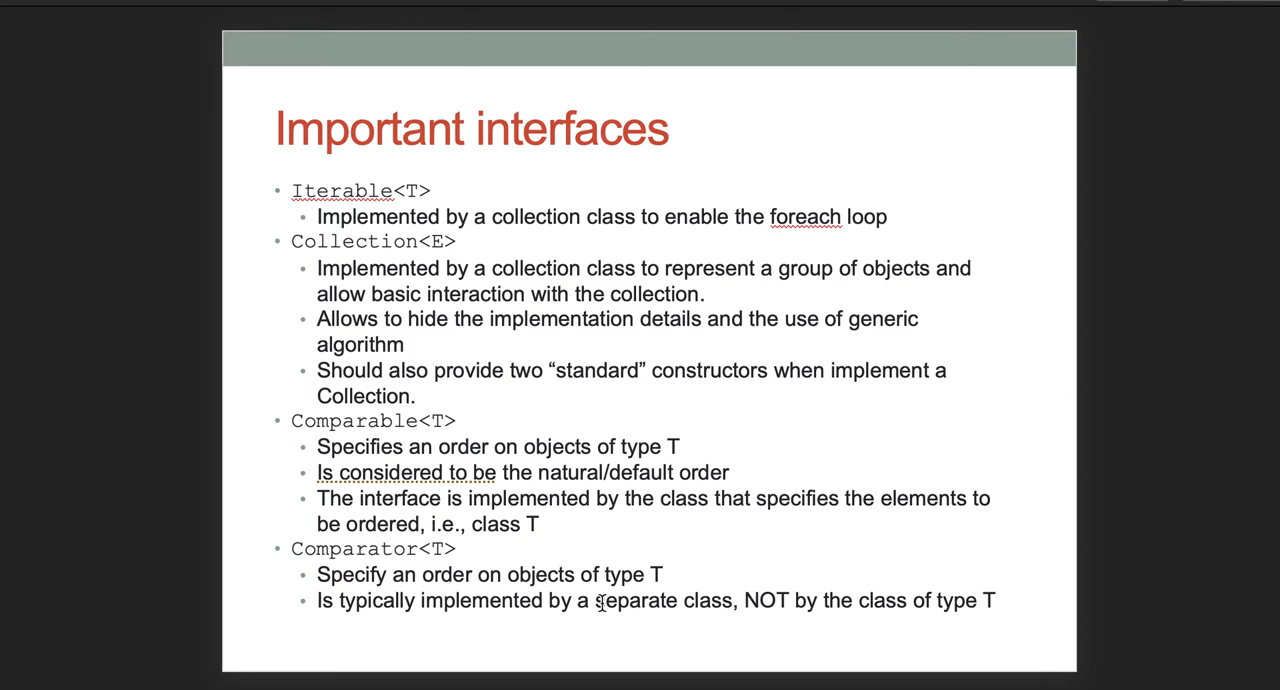 Important interfaces
• Iterable<T>
• Implemented by a collection class to enable the foreach loop
• Collection<E>
• Implemented by a collection class to represent a group of objects and
allow basic interaction with the collection.
• Allows to hide the implementation details and the use of generic
algorithm
• Should also provide two “standard” constructors when implement a
Collection.
• Comparable<T>
• Specifies an order on objects of type T
• Is considered to be the natural/default order
• The interface is implemented by the class that specifies the elements to
be ordered, i.e., class T
• Comparator<T>
• Specify an order on objects of type T
• Is typically implemented by a separate class, NOT by the class of type T